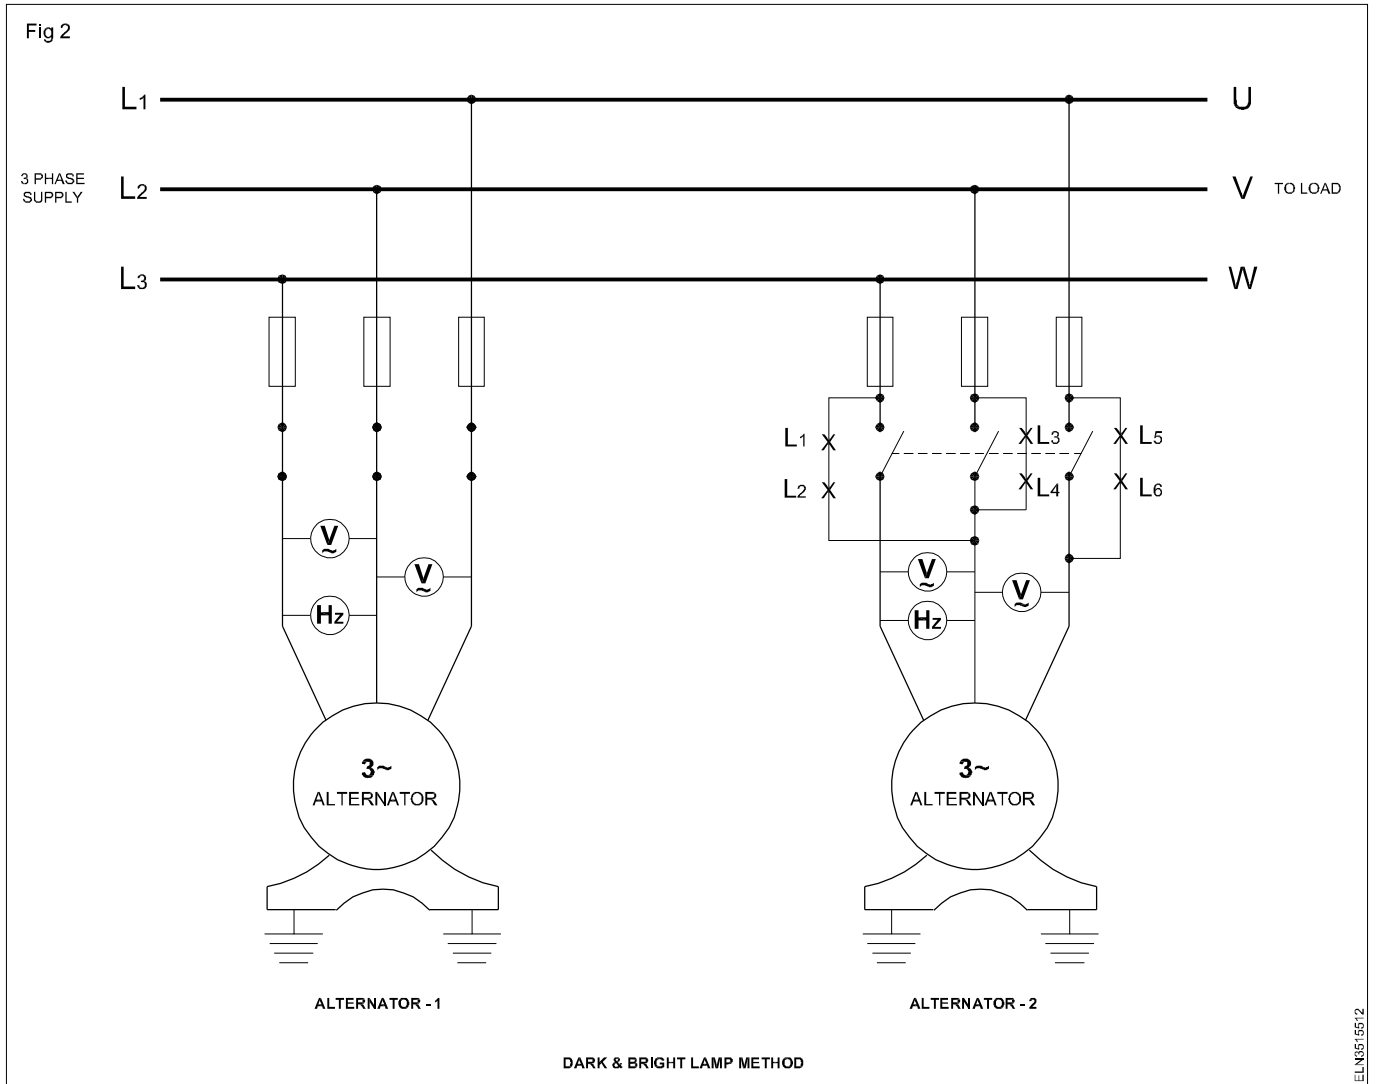 Fig 2
L1
U
3 PHASE
SUPPLY
L2
V
TO LOAD
L3
W
L1
L3
L5
L2
L4
L6
V
~
V
~
V
~
V
~
Hz
Hz
3~
ALTERNATOR
3~
ALTERNATOR
ALTERNATOR - 1
ALTERNATOR - 2
DARK & BRIGHT LAMP METHOD
ELN3515512